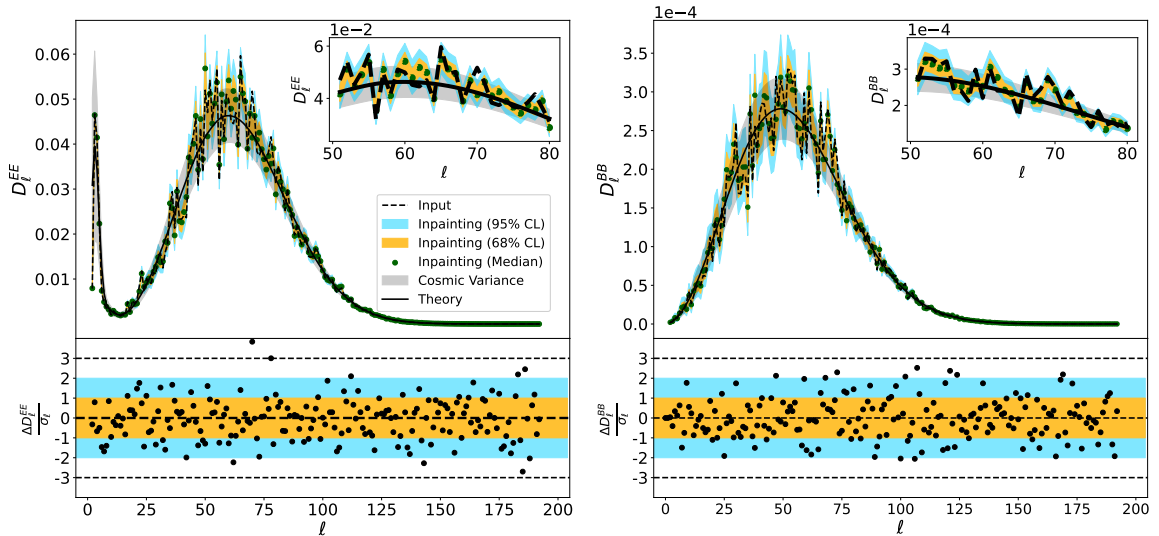 0.06
0.05
0.04
0.03
0.02
0.01
D_ℓ^{EE}
1e−2
6
4
D_ℓ^{EE}
50 60 70 80
ℓ
Input
Inpainting (95% CL)
Inpainting (68% CL)
Inpainting (Median)
Cosmic Variance
Theory
3
2
1
0
-1
-2
-3
ΔD_ℓ^{EE}
σ_ℓ
0 25 50 75 100 125 150 175 200
ℓ
1e−4
3.5
3.0
2.5
2.0
1.5
1.0
0.5
0.0
D_ℓ^{BB}
1e−4
3
2
D_ℓ^{BB}
50 60 70 80
ℓ
3
2
1
0
-1
-2
-3
ΔD_ℓ^{BB}
σ_ℓ
0 25 50 75 100 125 150 175 200
ℓ